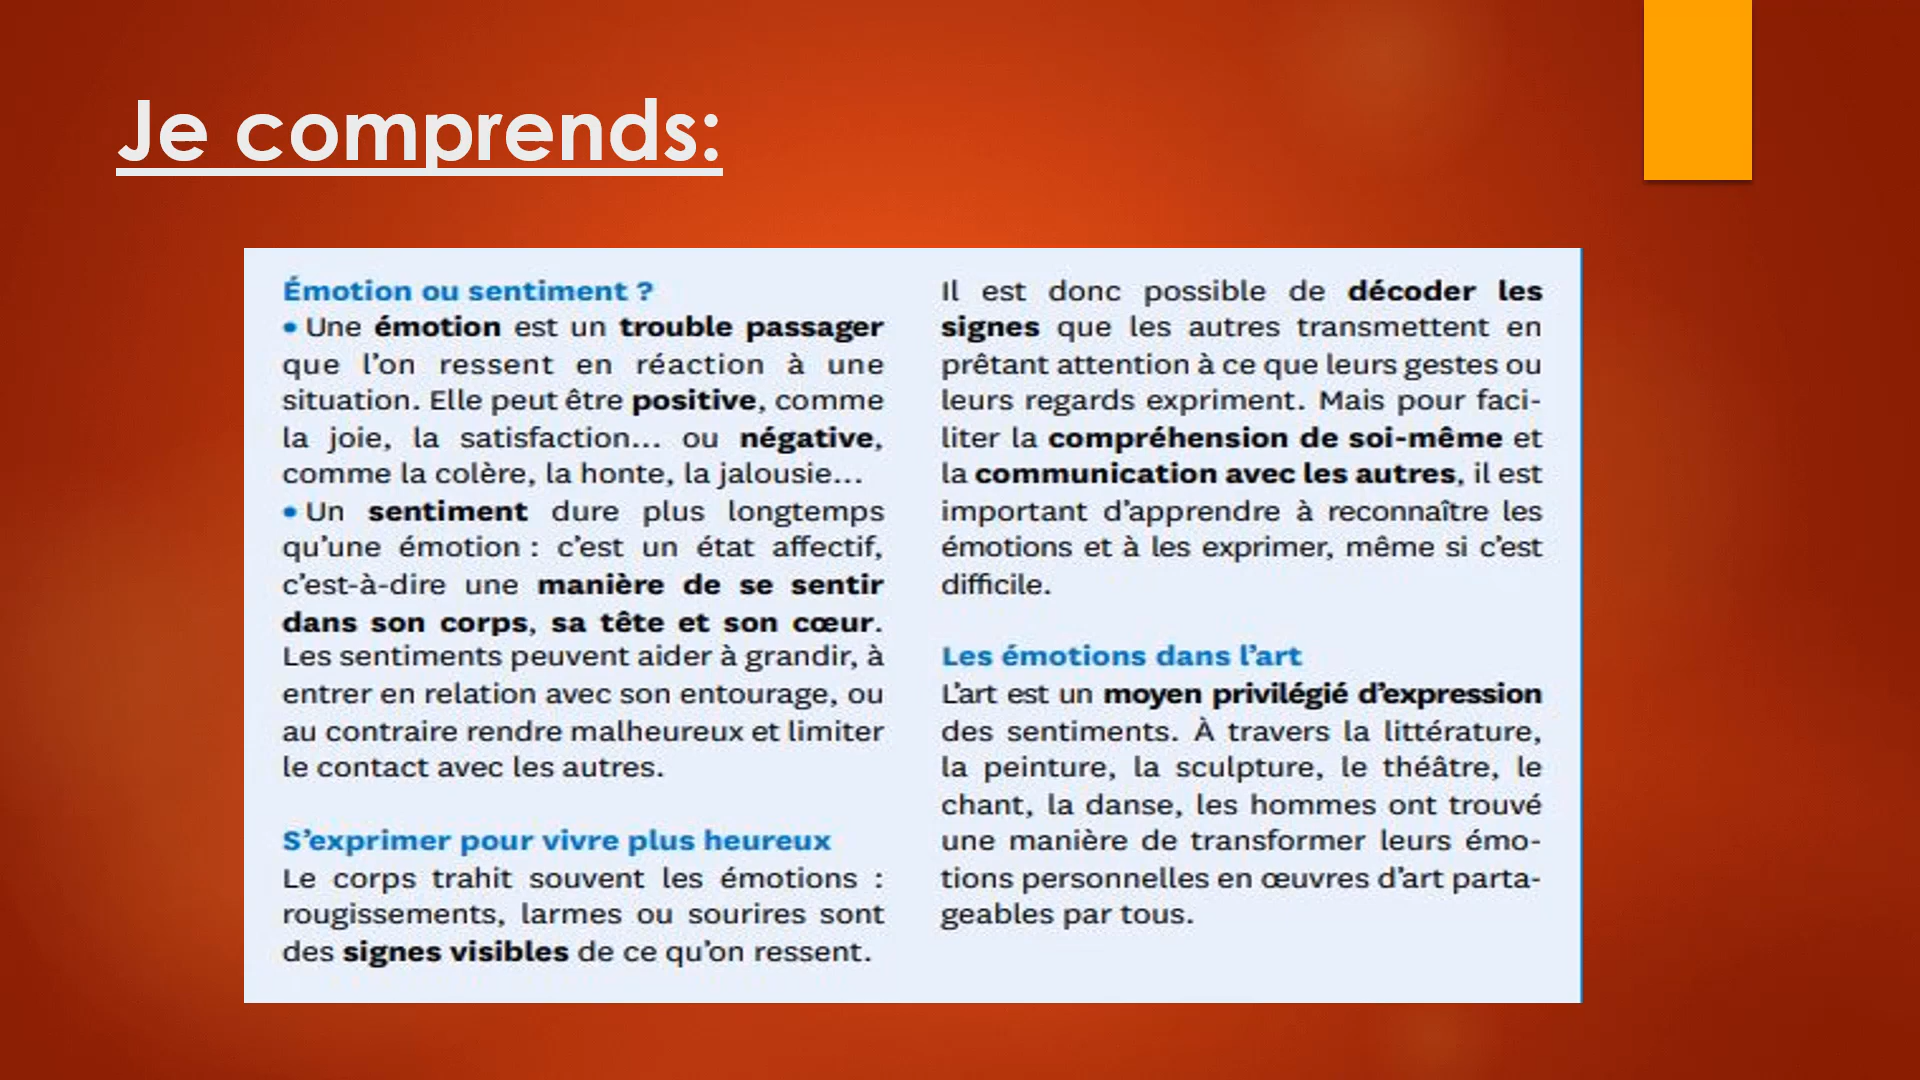 Je comprends:
Émotion ou sentiment ?
• Une émotion est un trouble passager
que l’on ressent en réaction à une
situation. Elle peut être positive, comme
la joie, la satisfaction... ou négative,
comme la colère, la honte, la jalousie...
• Un sentiment dure plus longtemps
qu’une émotion : c’est un état affectif,
c’est-à-dire une manière de se sentir
dans son corps, sa tête et son cœur.
Les sentiments peuvent aider à grandir, à
entrer en relation avec son entourage, ou
au contraire rendre malheureux et limiter
le contact avec les autres.
S’exprimer pour vivre plus heureux
Le corps trahit souvent les émotions :
rougissements, larmes ou sourires sont
des signes visibles de ce qu’on ressent.
Il est donc possible de décoder les
signes que les autres transmettent en
prêtant attention à ce que leurs gestes ou
leurs regards expriment. Mais pour faci-
liter la compréhension de soi-même et
la communication avec les autres, il est
important d’apprendre à reconnaître les
émotions et à les exprimer, même si c’est
difficile.
Les émotions dans l’art
L’art est un moyen privilégié d’expression
des sentiments. À travers la littérature,
la peinture, la sculpture, le théâtre, le
chant, la danse, les hommes ont trouvé
une manière de transformer leurs émo-
tions personnelles en œuvres d’art parta-
geables par tous.